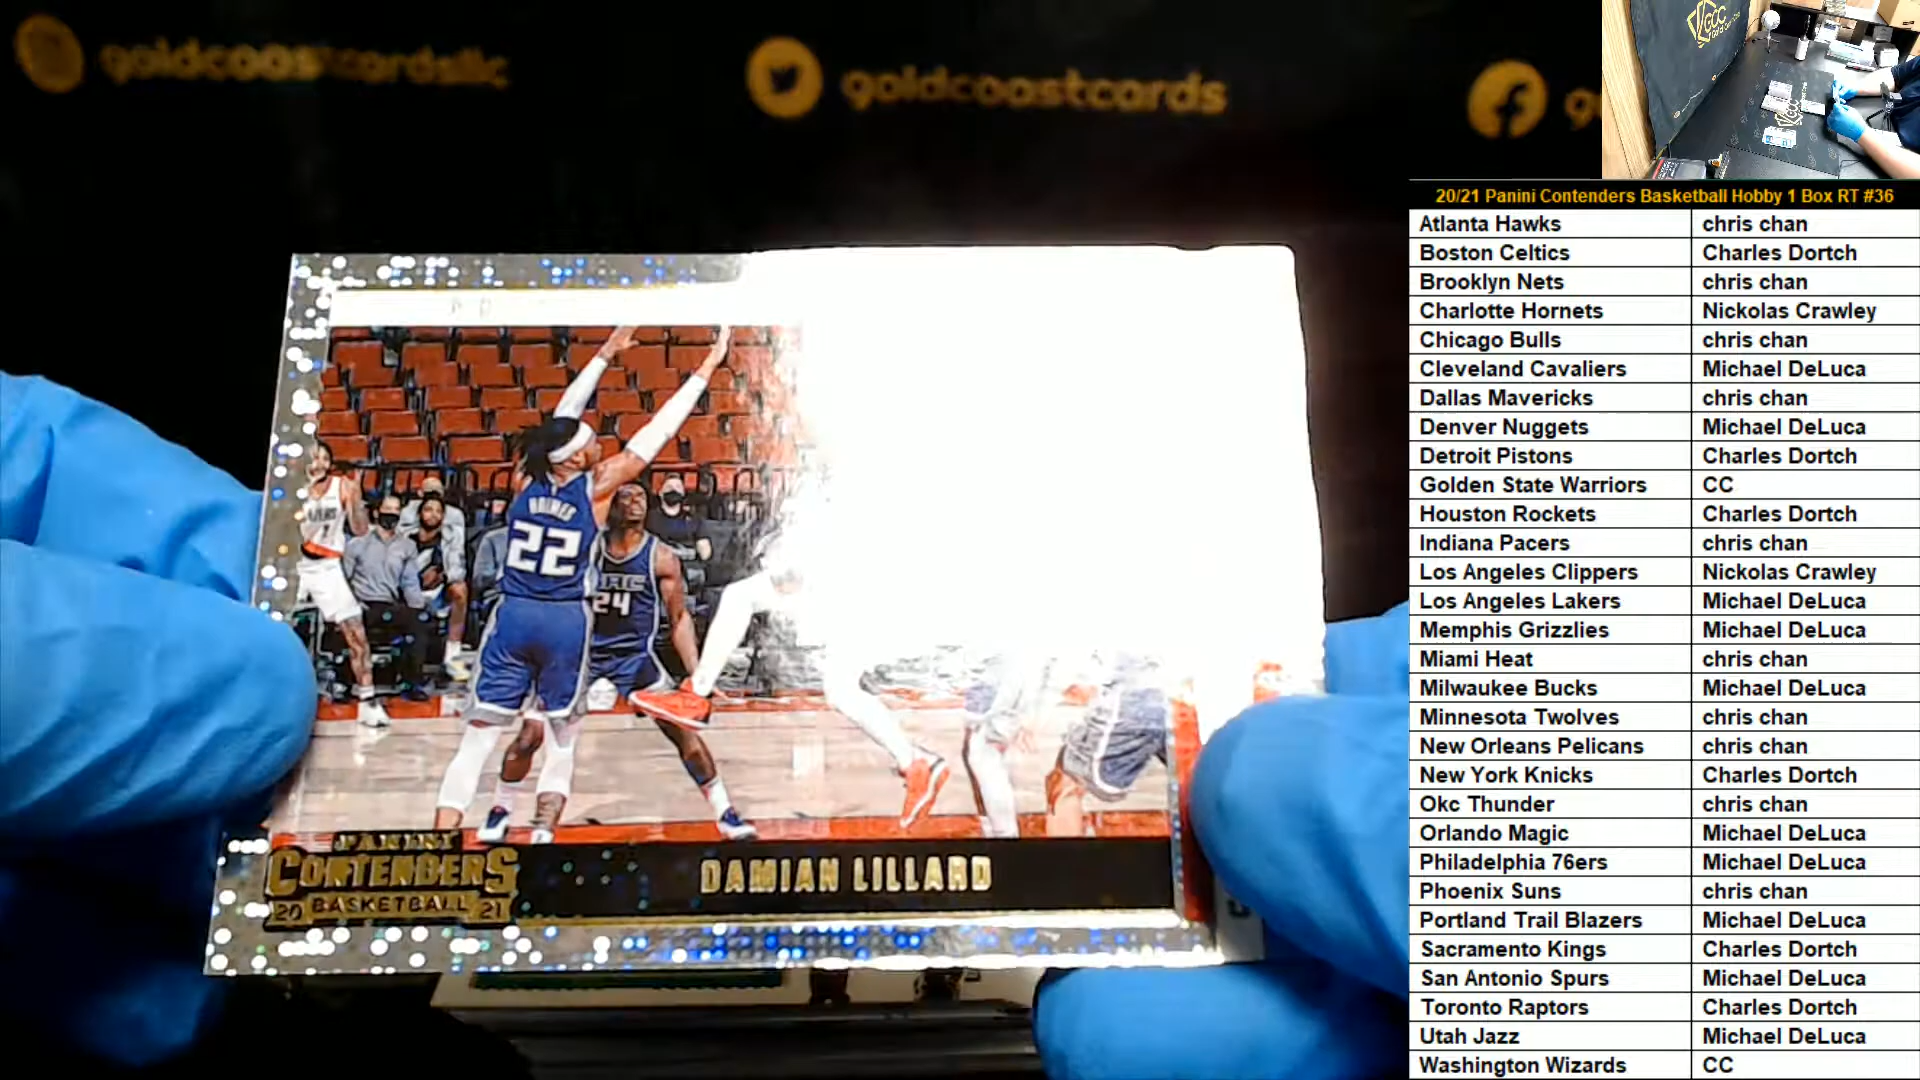 goldcoastcardsllc
goldcoastcards
20/21 Panini Contenders Basketball Hobby 1 Box RT #36
Atlanta Hawks chris chan
Boston Celtics Charles Dortch
Brooklyn Nets chris chan
Charlotte Hornets Nickolas Crawley
Chicago Bulls chris chan
Cleveland Cavaliers Michael DeLuca
Dallas Mavericks chris chan
Denver Nuggets Michael DeLuca
Detroit Pistons Charles Dortch
Golden State Warriors CC
Houston Rockets Charles Dortch
Indiana Pacers chris chan
Los Angeles Clippers Nickolas Crawley
Los Angeles Lakers Michael DeLuca
Memphis Grizzlies Michael DeLuca
Miami Heat chris chan
Milwaukee Bucks Michael DeLuca
Minnesota Twolves chris chan
New Orleans Pelicans chris chan
New York Knicks Charles Dortch
Okc Thunder chris chan
Orlando Magic Michael DeLuca
Philadelphia 76ers Michael DeLuca
Phoenix Suns chris chan
Portland Trail Blazers Michael DeLuca
Sacramento Kings Charles Dortch
San Antonio Spurs Michael DeLuca
Toronto Raptors Charles Dortch
Utah Jazz Michael DeLuca
Washington Wizards CC
HOLMES
22
24
PANINI
CONTENDERS
20 BASKETBALL 21
DAMIAN LILLARD